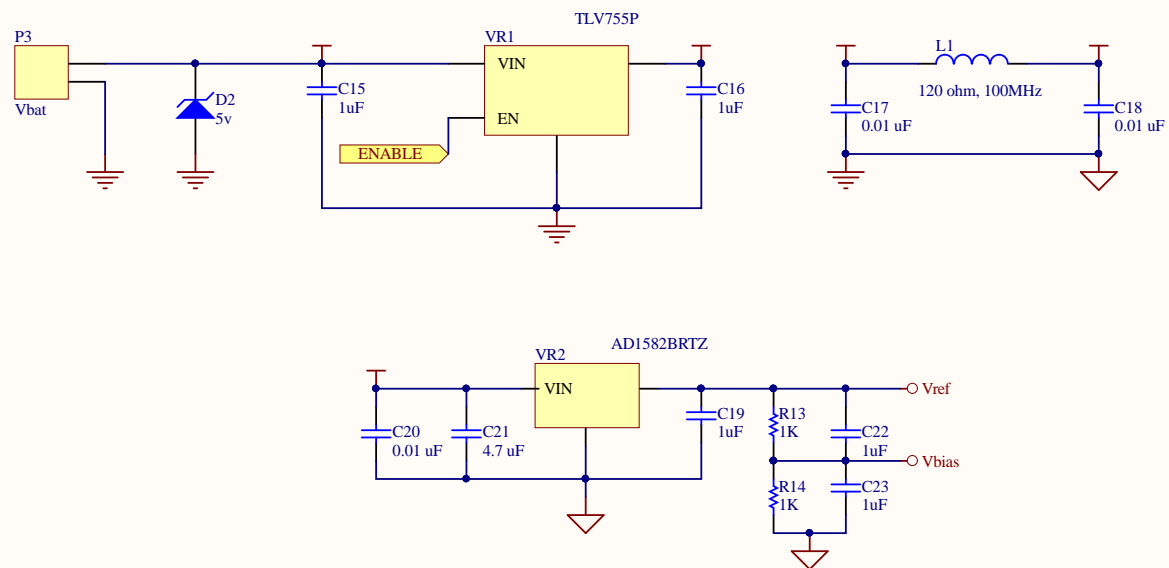 TLV755P
P3
VR1
L1
VIN
C15
1uF
C16
1uF
120 ohm, 100MHz
D2
5v
Vbat
C17
0.01 uF
C18
0.01 uF
EN
ENABLE
AD1582BRTZ
VR2
VIN
Vref
C20
0.01 uF
C21
4.7 uF
C19
1uF
R13
1K
C22
1uF
Vbias
R14
1K
C23
1uF